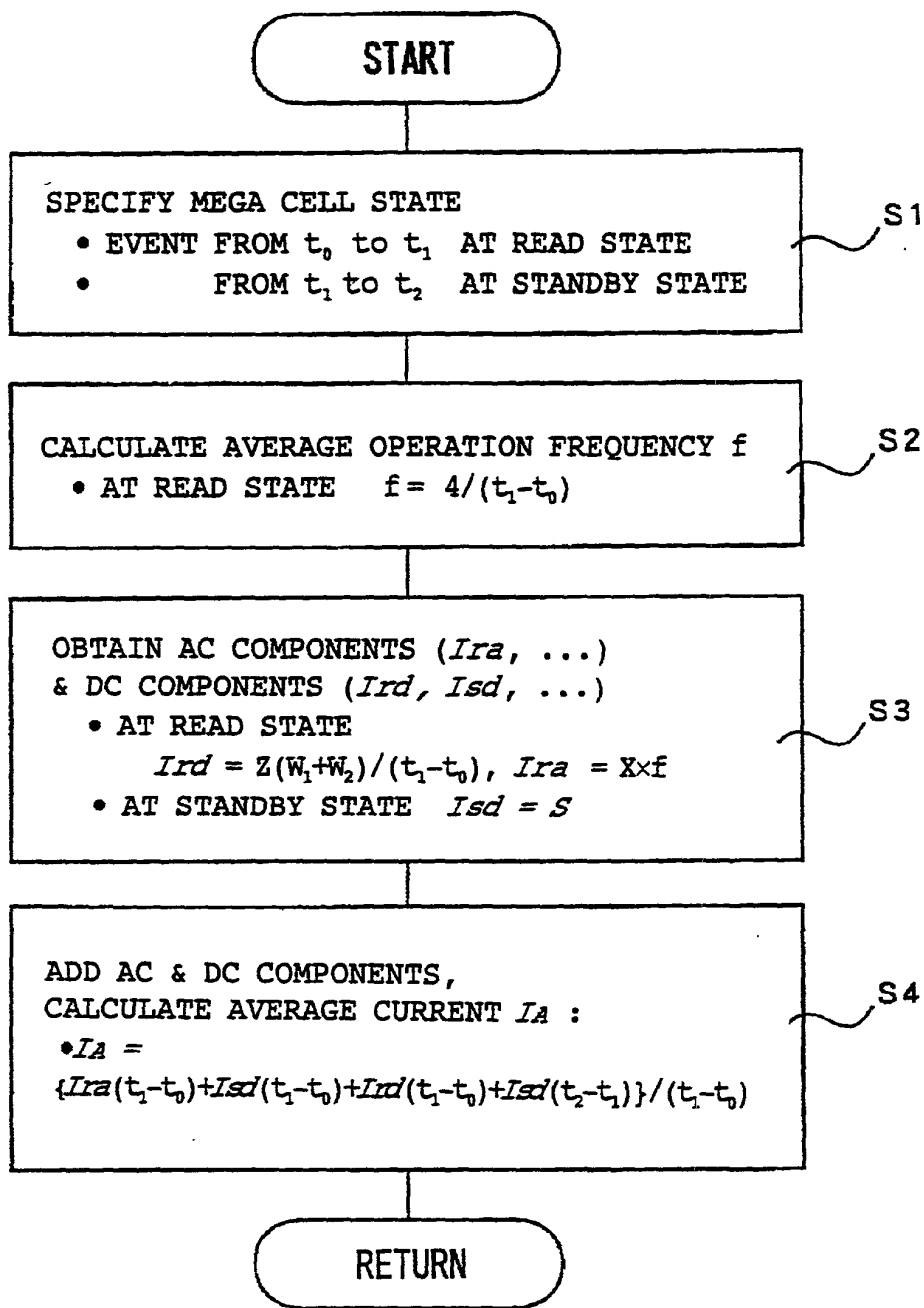 START
SPECIFY MEGA CELL STATE
• EVENT FROM t₀ to t₁ AT READ STATE
• FROM t₁ to t₂ AT STANDBY STATE
S1
CALCULATE AVERAGE OPERATION FREQUENCY f
• AT READ STATE f = 4/(t₁-t₀)
S2
OBTAIN AC COMPONENTS (Ira, ...)
& DC COMPONENTS (Ird, Isd, ...)
• AT READ STATE
Ird = Z(W₁+W₂)/(t₁-t₀), Ira = X×f
• AT STANDBY STATE Isd = S
S3
ADD AC & DC COMPONENTS,
CALCULATE AVERAGE CURRENT IA :
•IA =
{Ira(t₁-t₀)+Isd(t₁-t₀)+Ird(t₁-t₀)+Isd(t₂-t₁)}/(t₁-t₀)
S4
RETURN